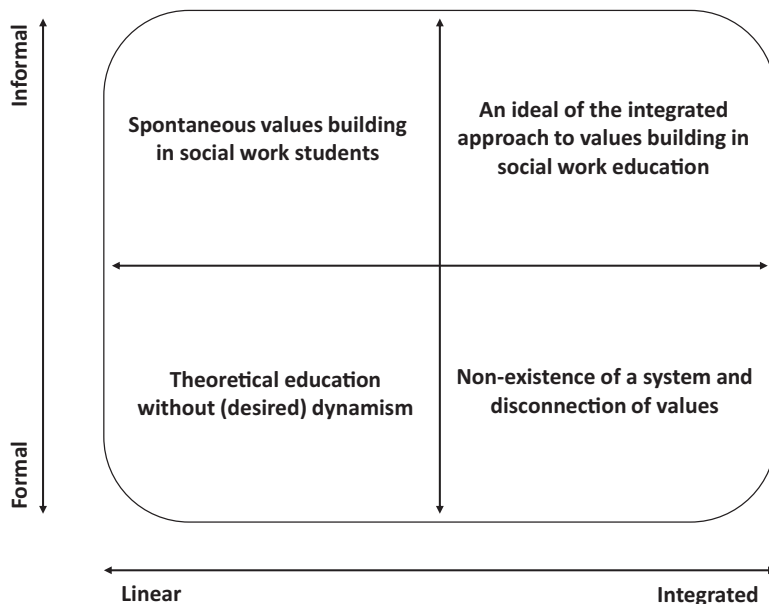 Informal
Spontaneous values building
in social work students
An ideal of the integrated
approach to values building in
social work education
Theoretical education
without (desired) dynamism
Non-existence of a system and
disconnection of values
Formal
Linear
Integrated